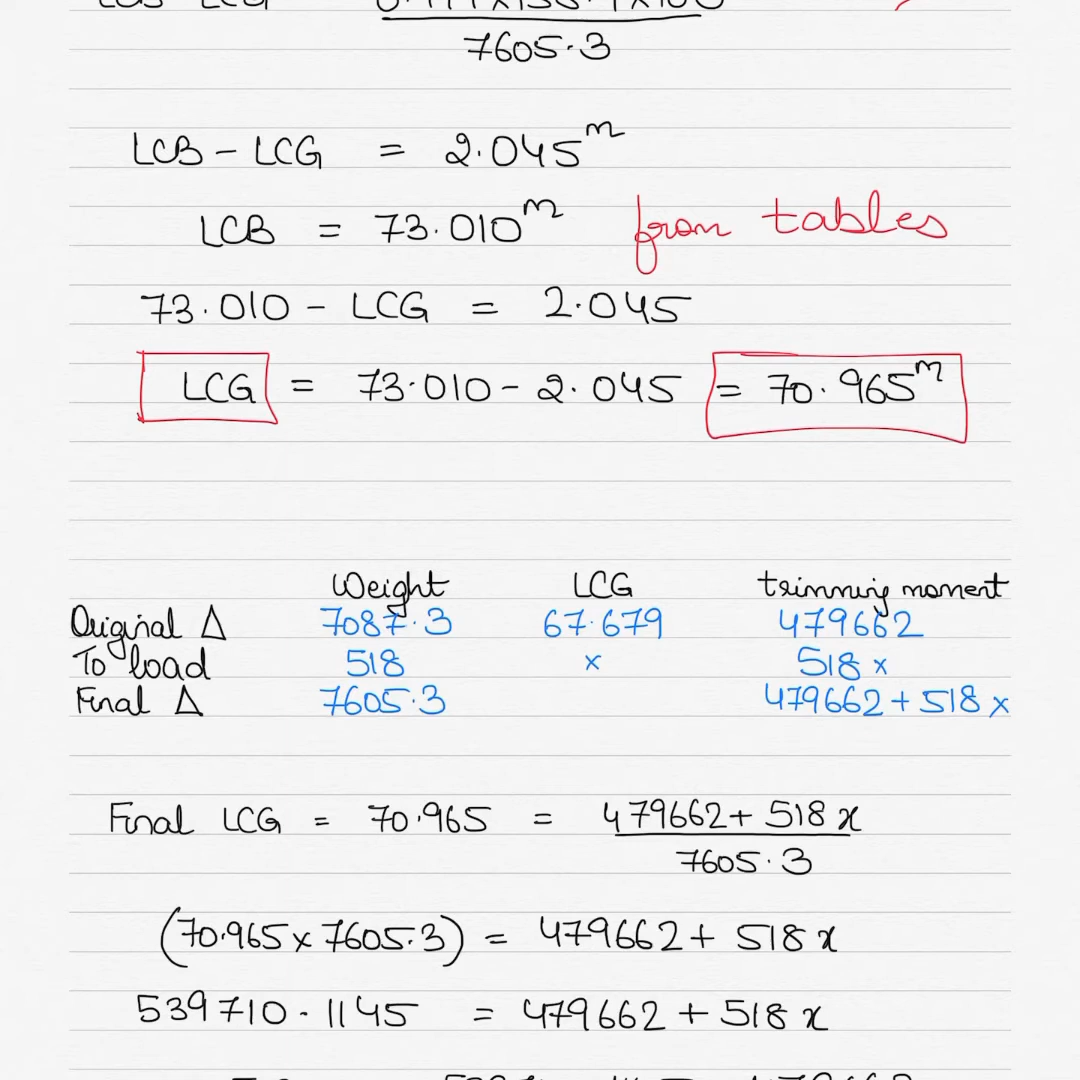 7605.3
LCB - LCG = 2.045 m
LCB = 73.010 m from tables
73.010 - LCG = 2.045
LCG = 73.010 - 2.045 = 70.965 m
Weight LCG trimming moment
Original Δ 7087.3 67.679 479662
To load 518 x 518 x
Final Δ 7605.3 479662 + 518 x
Final LCG = 70.965 = 479662 + 518 x
7605.3
(70.965 x 7605.3) = 479662 + 518 x
539710.1145 = 479662 + 518 x